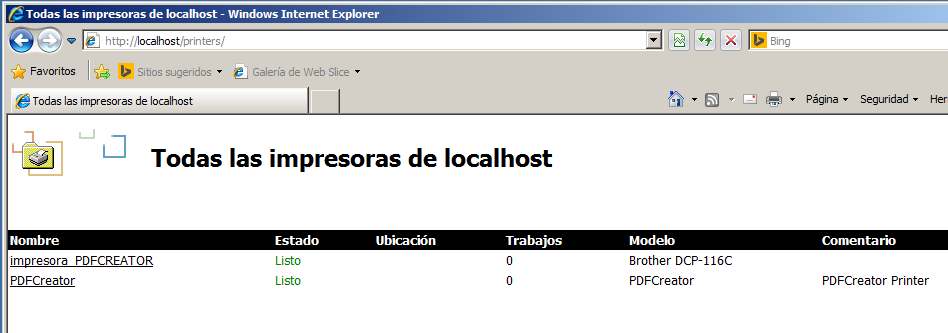 Todas las impresoras de localhost - Windows Internet Explorer
http://localhost/printers/ Bing
Favoritos Sitios sugeridos Galería de Web Slice
Todas las impresoras de localhost Página Seguridad Her
Todas las impresoras de localhost
Nombre Estado Ubicación Trabajos Modelo Comentario
impresora_PDFCREATOR Listo 0 Brother DCP-116C
PDFCreator Listo 0 PDFCreator PDFCreator Printer